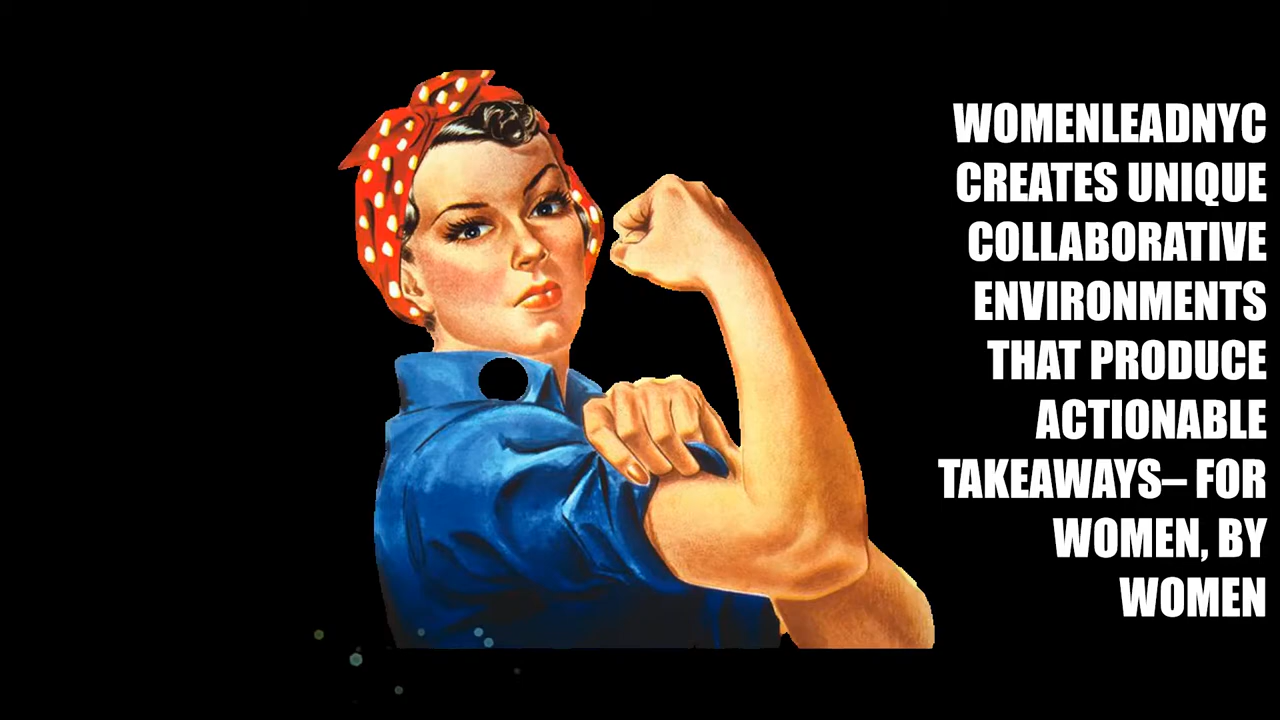 WOMENLEADNYC
CREATES UNIQUE
COLLABORATIVE
ENVIRONMENTS
THAT PRODUCE
ACTIONABLE
TAKEAWAYS– FOR
WOMEN, BY
WOMEN